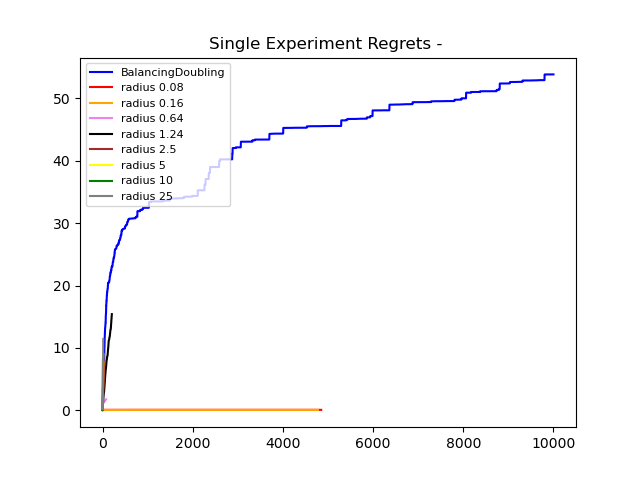 Single Experiment Regrets -
BalancingDoubling
radius 0.08
radius 0.16
radius 0.64
radius 1.24
radius 2.5
radius 5
radius 10
radius 25
50
40
30
20
10
0
0 2000 4000 6000 8000 10000